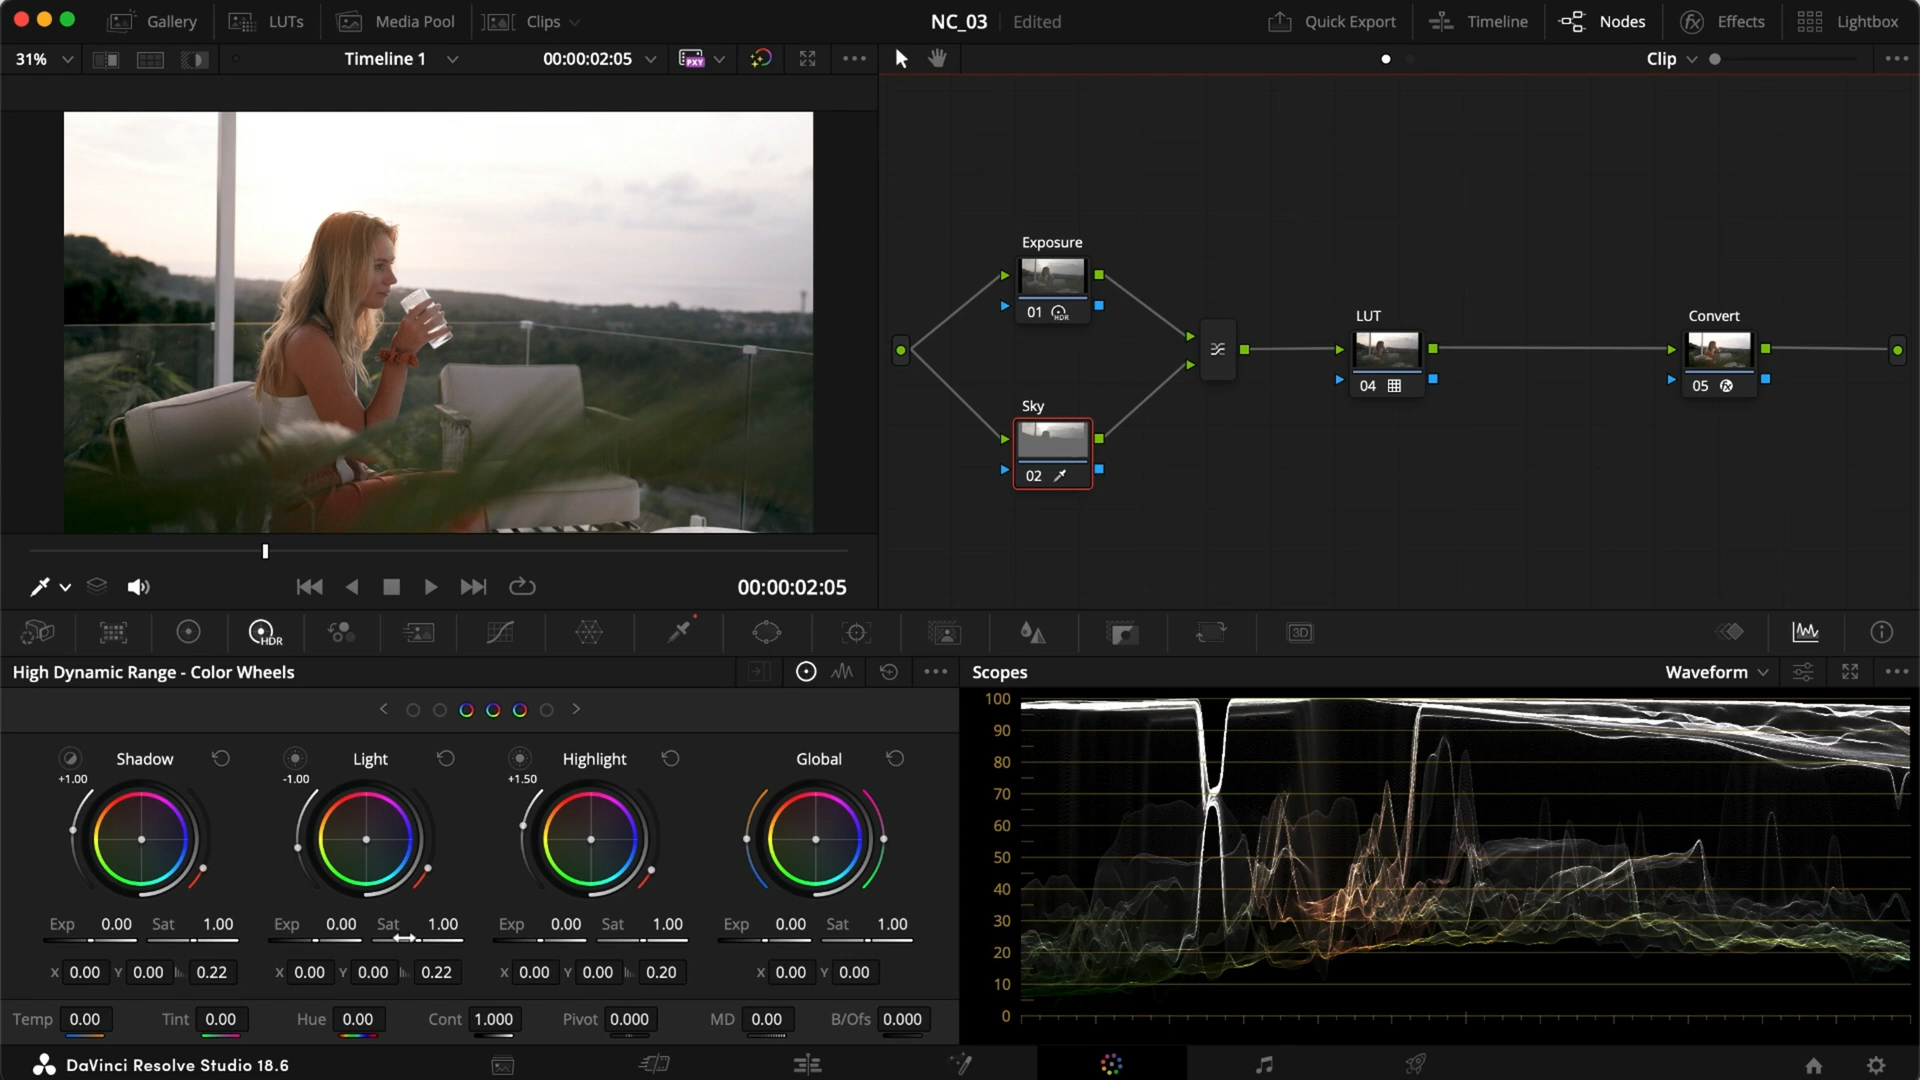 Gallery LUTs Media Pool Clips NC_03 Edited Quick Export Timeline Nodes Effects Lightbox
31% Timeline 1 00:00:02:05 PXY Clip
Exposure
01 HDR
LUT
04
Convert
05
Sky
02
00:00:02:05
HDR 3D
High Dynamic Range - Color Wheels
Scopes Waveform
Shadow Light Highlight Global
+1.00 -1.00 +1.50
Exp 0.00 Sat 1.00 Exp 0.00 Sat 1.00 Exp 0.00 Sat 1.00 Exp 0.00 Sat 1.00
X 0.00 Y 0.00 0.22 X 0.00 Y 0.00 0.22 X 0.00 Y 0.00 0.20 X 0.00 Y 0.00
Temp 0.00 Tint 0.00 Hue 0.00 Cont 1.000 Pivot 0.000 MD 0.00 B/Ofs 0.000
100
90
80
70
60
50
40
30
20
10
0
DaVinci Resolve Studio 18.6